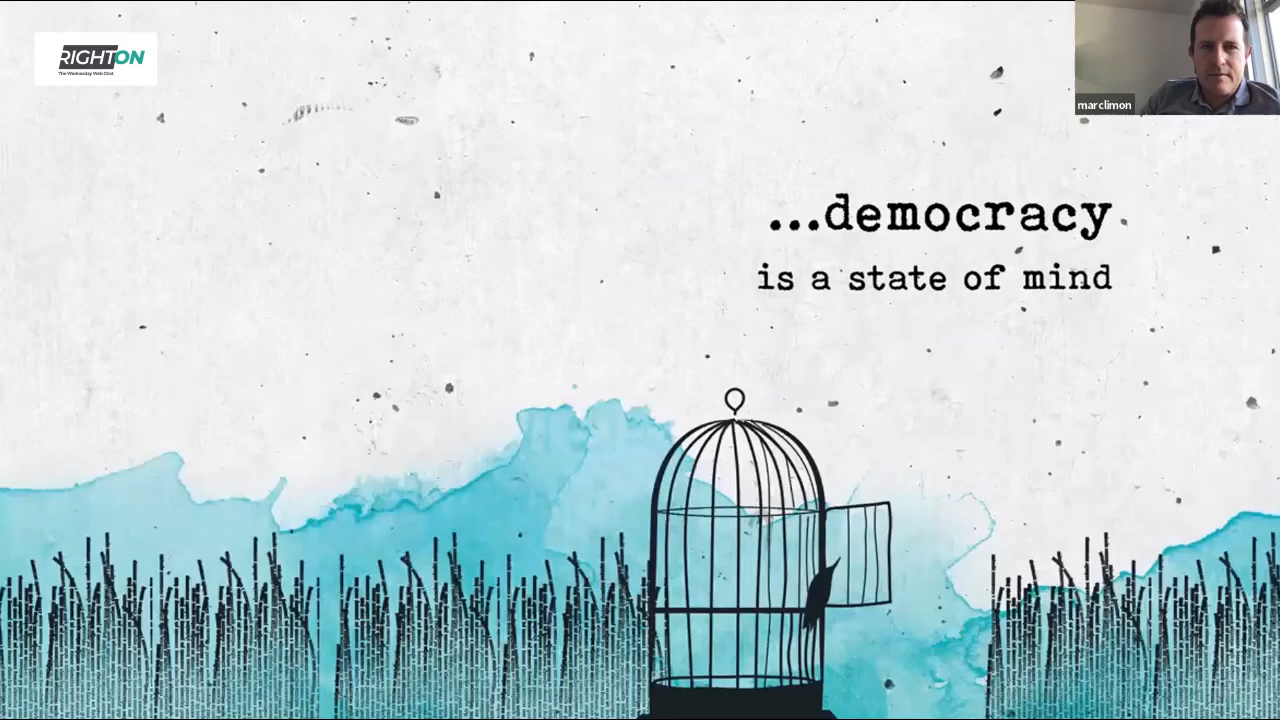 RIGHTON
The Wednesday Web Chat
marclimon
...democracy
is a state of mind